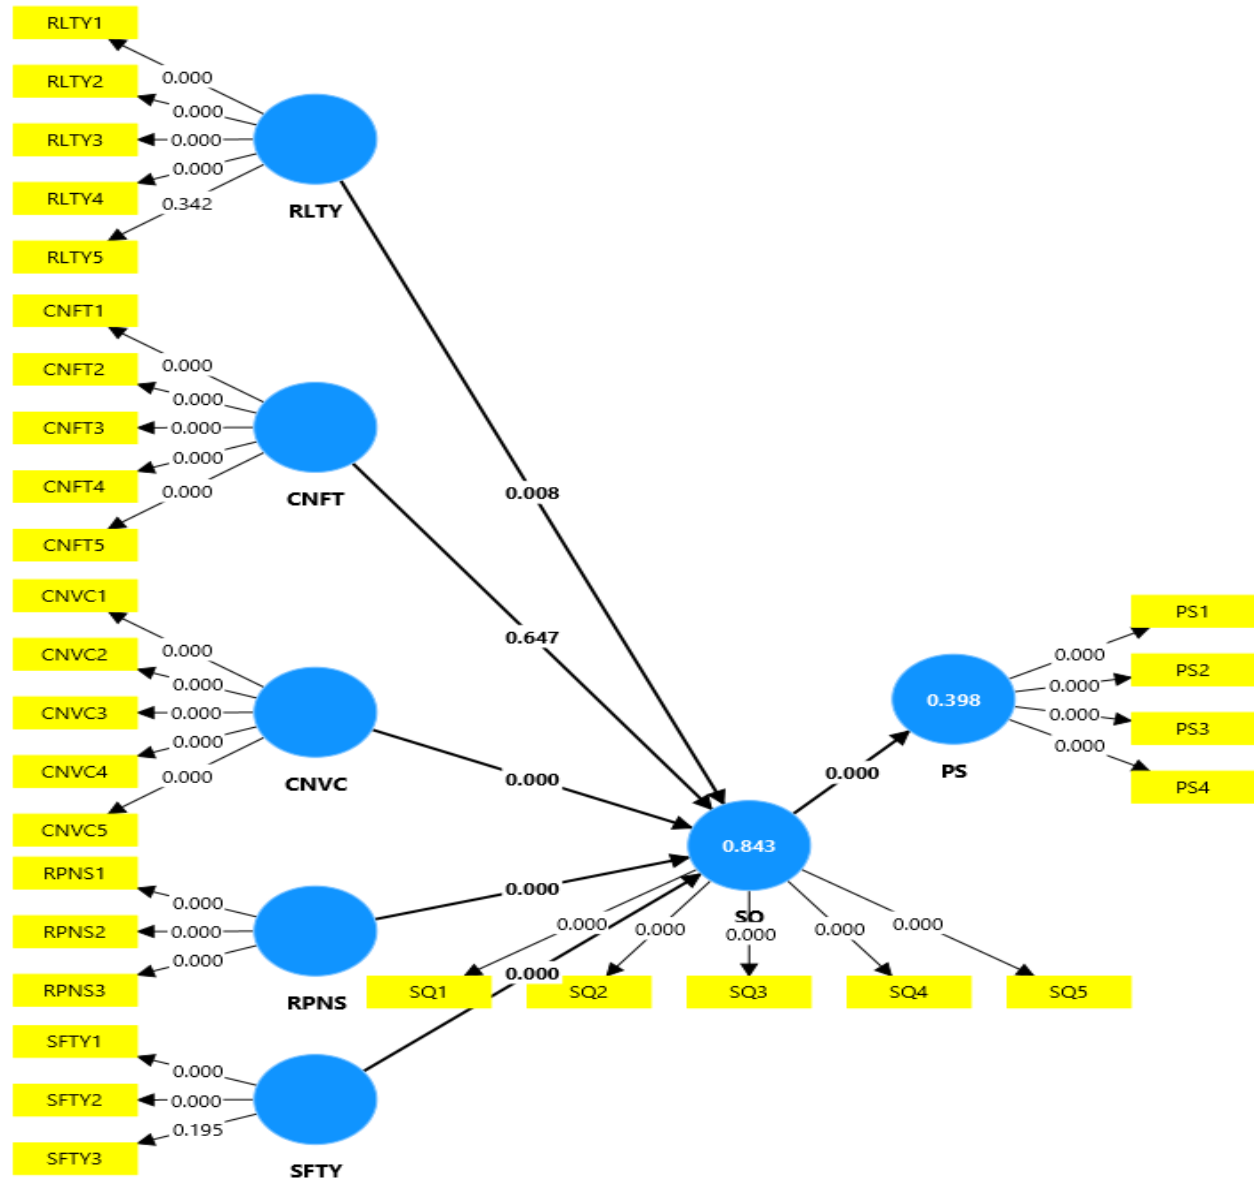 RLTY1
0.000
RLTY2
0.000
RLTY3
0.000
RLTY4
0.000
RLTY5
0.342
RLTY
CNFT1
0.000
CNFT2
0.000
CNFT3
0.000
CNFT4
0.000
CNFT5
0.000
CNFT
CNVC1
0.000
CNVC2
0.000
CNVC3
0.000
CNVC4
0.000
CNVC5
0.000
CNVC
RPNS1
0.000
RPNS2
0.000
RPNS3
0.000
RPNS
SFTY1
0.000
SFTY2
0.000
SFTY3
0.195
SFTY
0.008
0.647
0.000
0.000
0.000
0.843
SQ
0.000
0.000
0.000
0.000
0.000
SQ1
SQ2
SQ3
SQ4
SQ5
0.000
0.398
PS
0.000
PS1
0.000
PS2
0.000
PS3
0.000
PS4